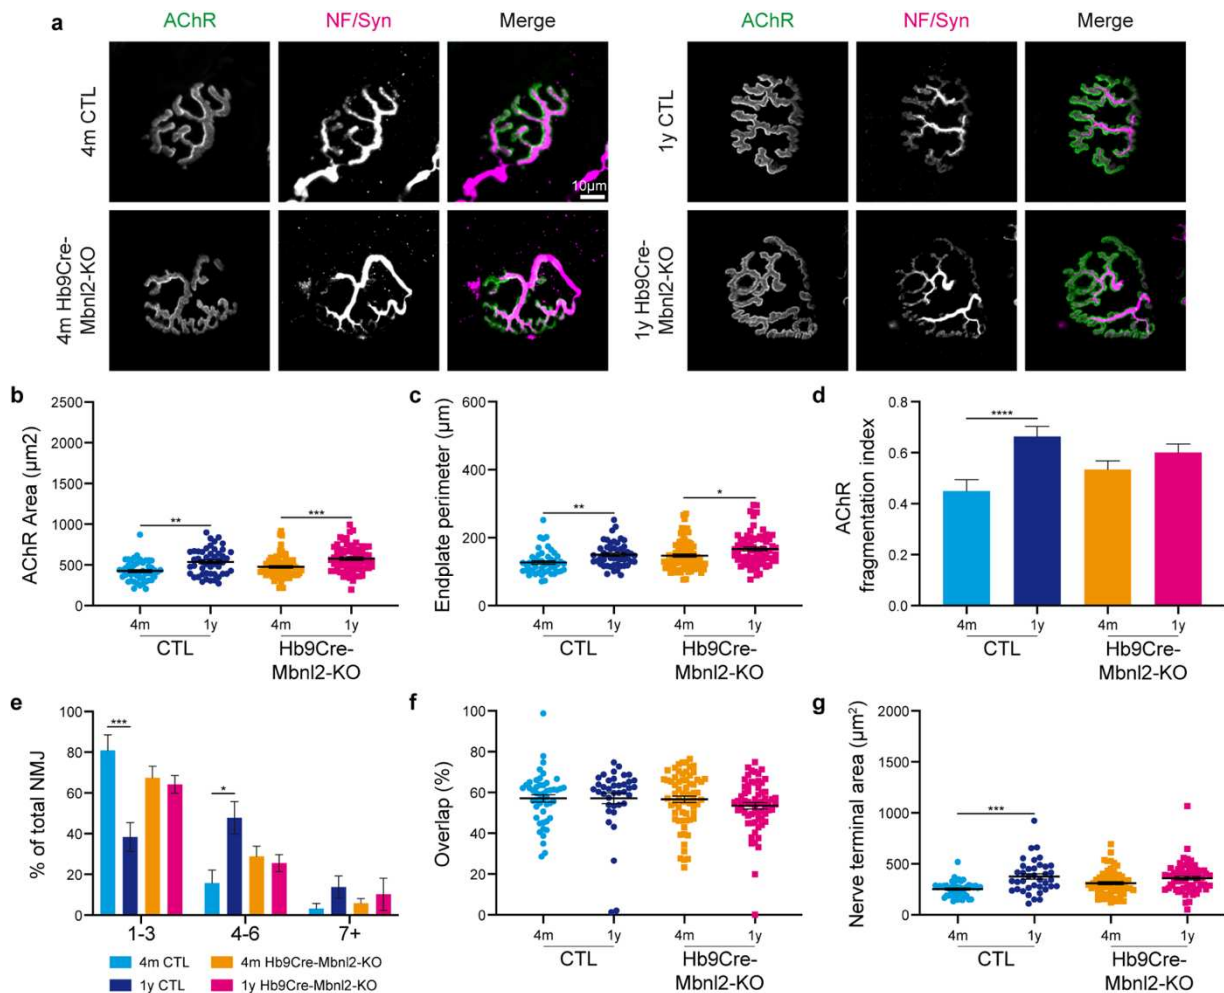 a
AChR NF/Syn Merge AChR NF/Syn Merge
4m CTL
10µm
1y CTL
4m Hb9Cre-
Mbnl2-KO
1y Hb9Cre-
Mbnl2-KO
b
AChR Area (µm2)
2500
2000
1500
1000
500
0
** ***
4m 1y 4m 1y
CTL Hb9Cre-
Mbnl2-KO
c
Endplate perimeter (µm)
600
400
200
0
** *
4m 1y 4m 1y
CTL Hb9Cre-
Mbnl2-KO
d
AChR
fragmentation index
0.8
0.6
0.4
0.2
0.0
****
4m 1y 4m 1y
CTL Hb9Cre-
Mbnl2-KO
e
% of total NMJ
100
80
60
40
20
0
*** *
1-3 4-6 7+
4m CTL 4m Hb9Cre-Mbnl2-KO
1y CTL 1y Hb9Cre-Mbnl2-KO
f
Overlap (%)
100
80
60
40
20
0
4m 1y 4m 1y
CTL Hb9Cre-
Mbnl2-KO
g
Nerve terminal area (µm²)
2000
1500
1000
500
0
***
4m 1y 4m 1y
CTL Hb9Cre-
Mbnl2-KO